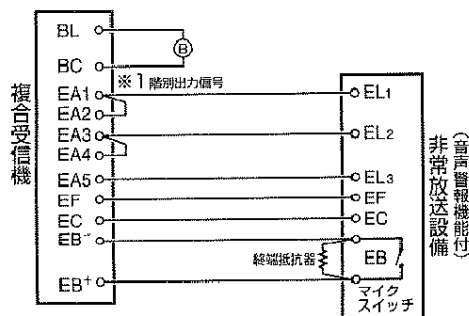 複合受信機
BL
B
BC
※1 階別出力信号
EA1
EA2
EA3
EA4
EA5
EF
EC
EB⁻
EB⁺
終端抵抗器
EL1
EL2
EL3
EF
EC
EB
マイク
スイッチ
非常放送設備
(音声警報機能付)